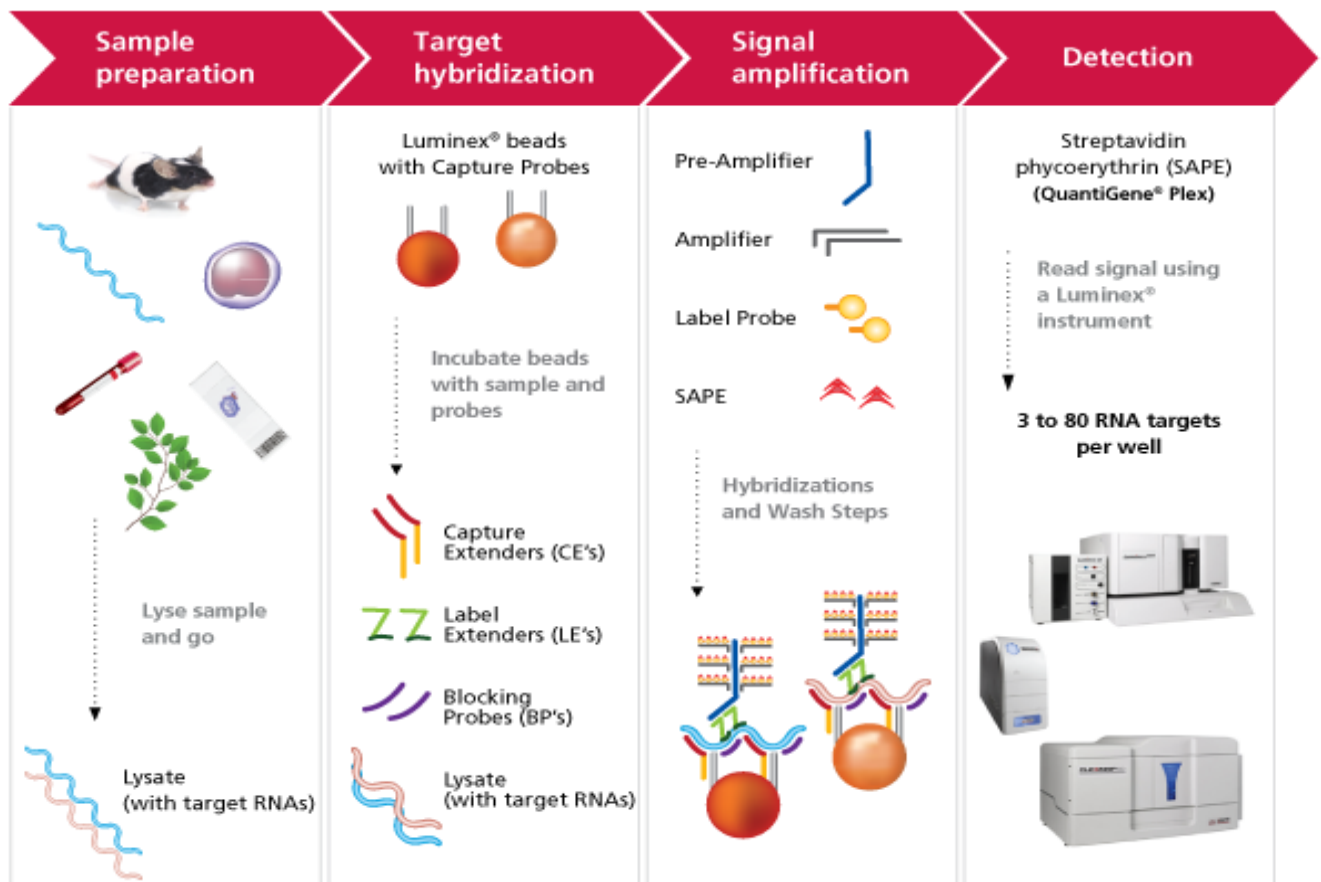 Sample
preparation
Target
hybridization
Signal
amplification
Detection
Lyse sample
and go
Lysate
(with target RNAs)
Luminex® beads
with Capture Probes
Incubate beads
with sample and
probes
Capture
Extenders (CE's)
Label
Extenders (LE's)
Blocking
Probes (BP's)
Lysate
(with target RNAs)
Pre-Amplifier
Amplifier
Label Probe
SAPE
Hybridizations
and Wash Steps
Streptavidin
phycoerythrin (SAPE)
(QuantiGene® Plex)
Read signal using
a Luminex®
instrument
3 to 80 RNA targets
per well